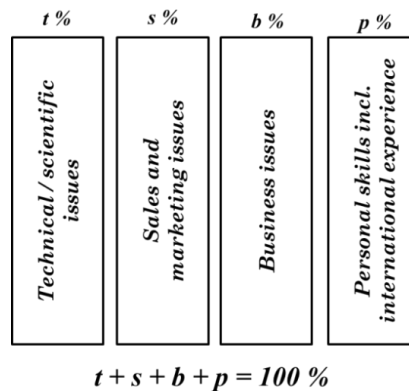 t %
s %
b %
p %
Technical / scientific
issues
Sales and
marketing issues
Business issues
Personal skills incl.
international experience
t + s + b + p = 100 %